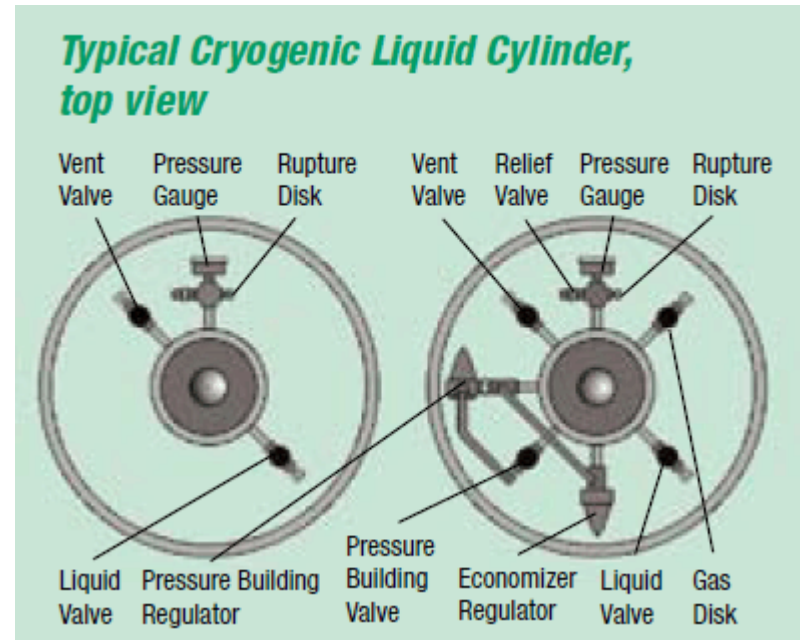 Typical Cryogenic Liquid Cylinder,
top view
Vent Valve
Pressure Gauge
Rupture Disk
Vent Valve
Relief Valve
Pressure Gauge
Rupture Disk
Liquid Valve
Pressure Building Regulator
Pressure Building Valve
Economizer Regulator
Liquid Valve
Gas Disk